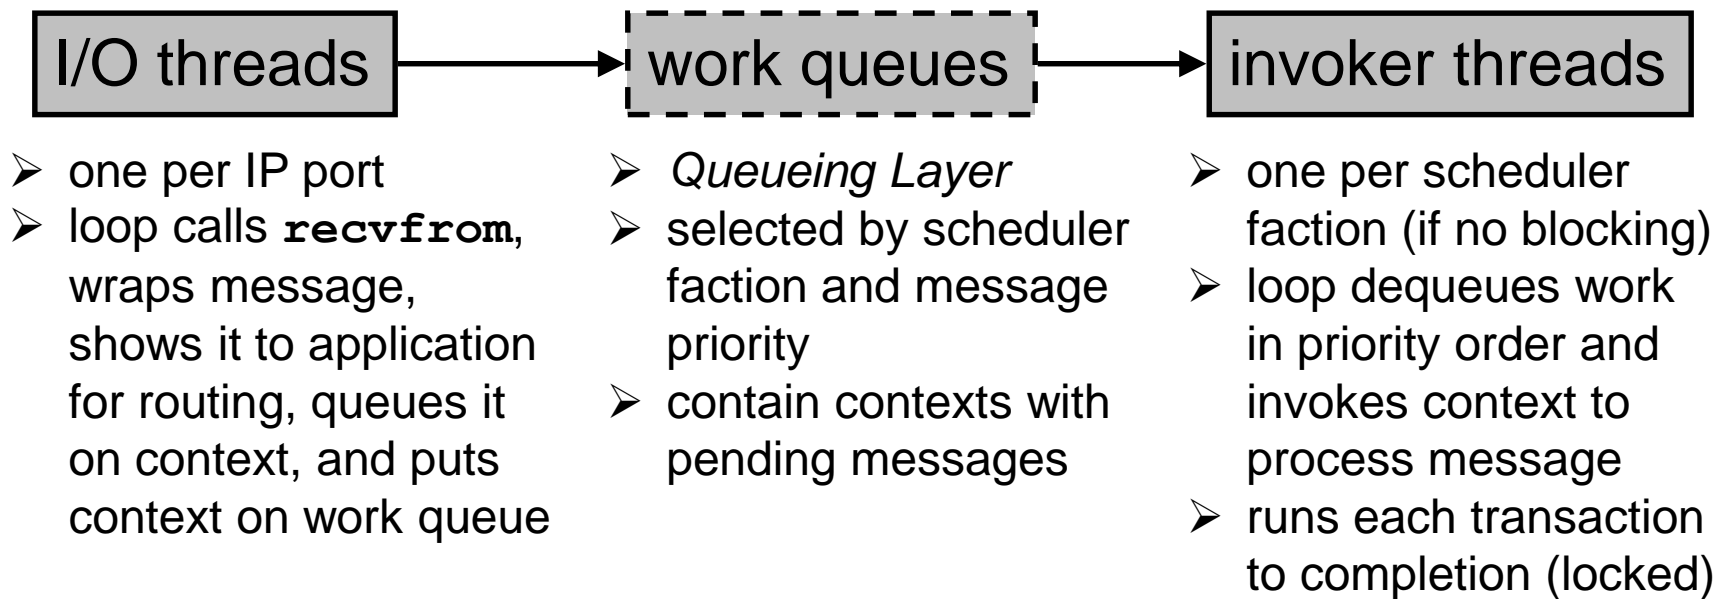 I/O threads
work queues
invoker threads
➢ one per IP port
➢ loop calls recvfrom,
wraps message,
shows it to application
for routing, queues it
on context, and puts
context on work queue
➢ Queueing Layer
➢ selected by scheduler
faction and message
priority
➢ contain contexts with
pending messages
➢ one per scheduler
faction (if no blocking)
➢ loop dequeues work
in priority order and
invokes context to
process message
➢ runs each transaction
to completion (locked)